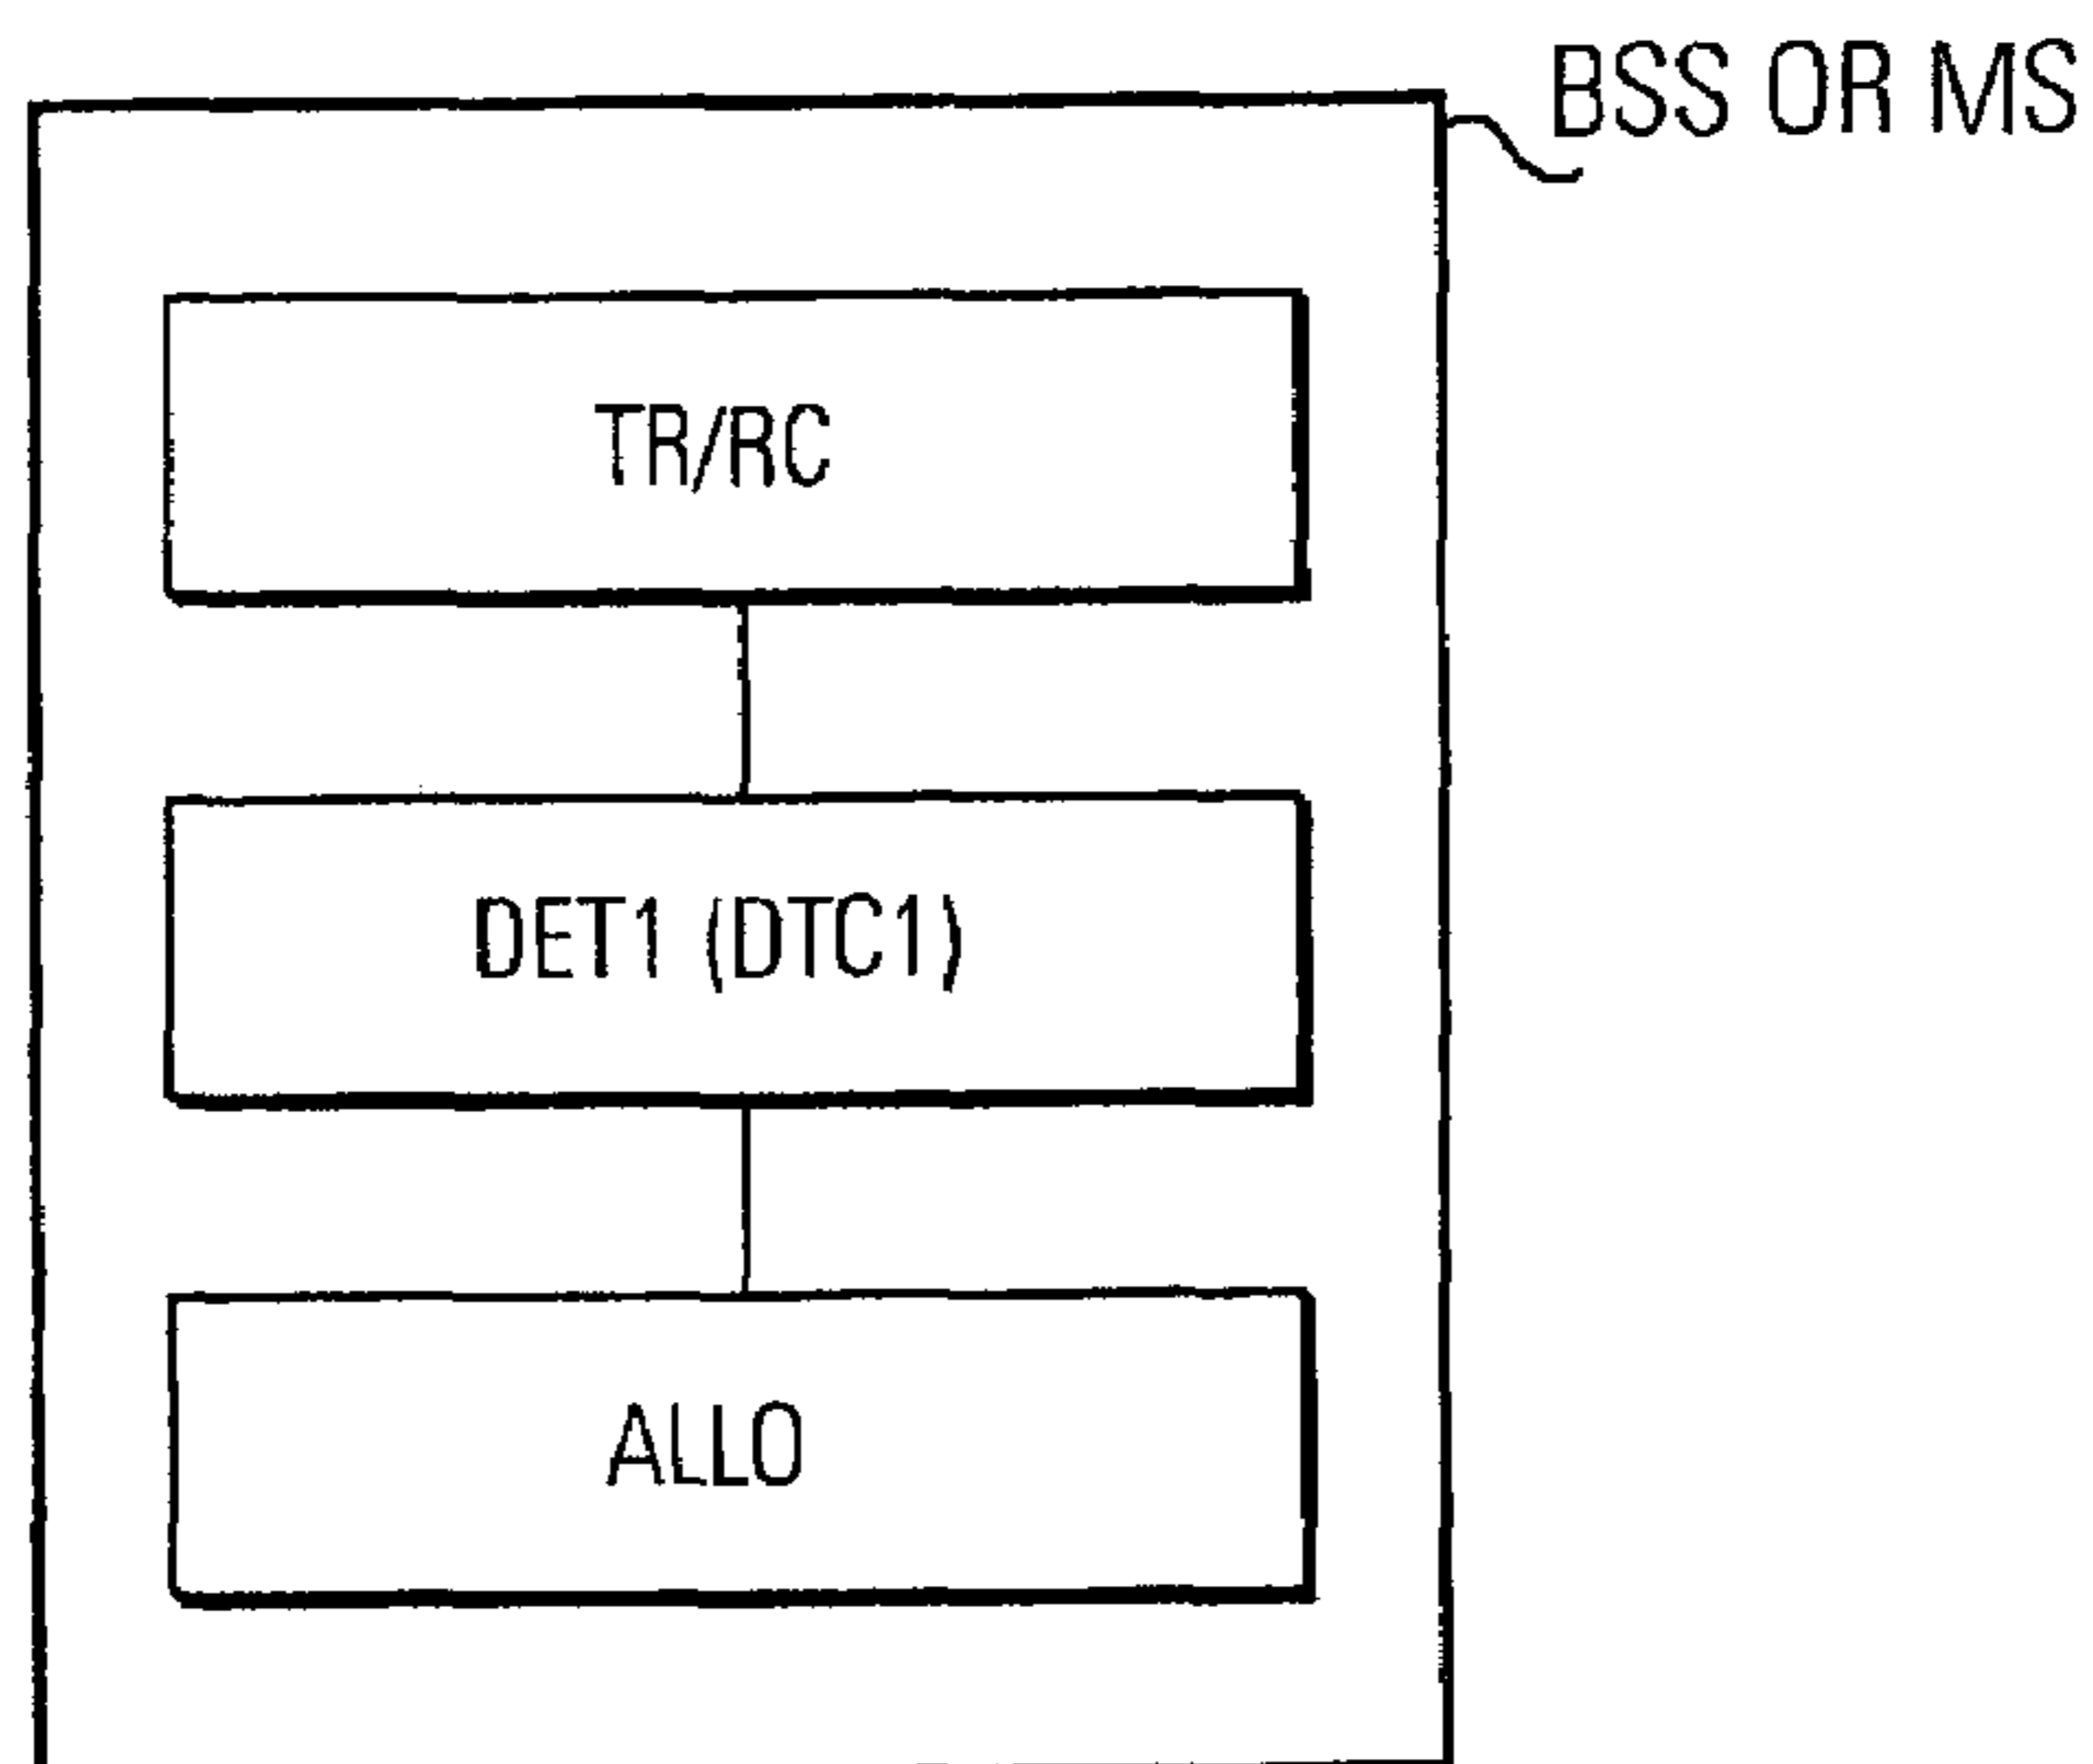 BSS OR MS
TR/RC
DET1 (DTC1)
ALLO